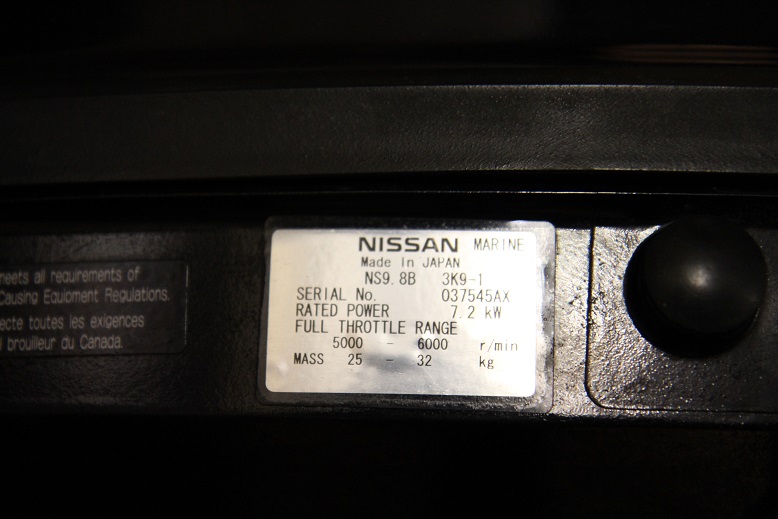 meets all requirements of
Causing Equipment Regulations.
ecte toutes les exigences
l brouilleur du Canada.
NISSAN MARINE
Made In JAPAN
NS9.8B 3K9-1
SERIAL No. 037545AX
RATED POWER 7.2 kW
FULL THROTTLE RANGE
5000 - 6000 r/min
MASS 25 - 32 kg